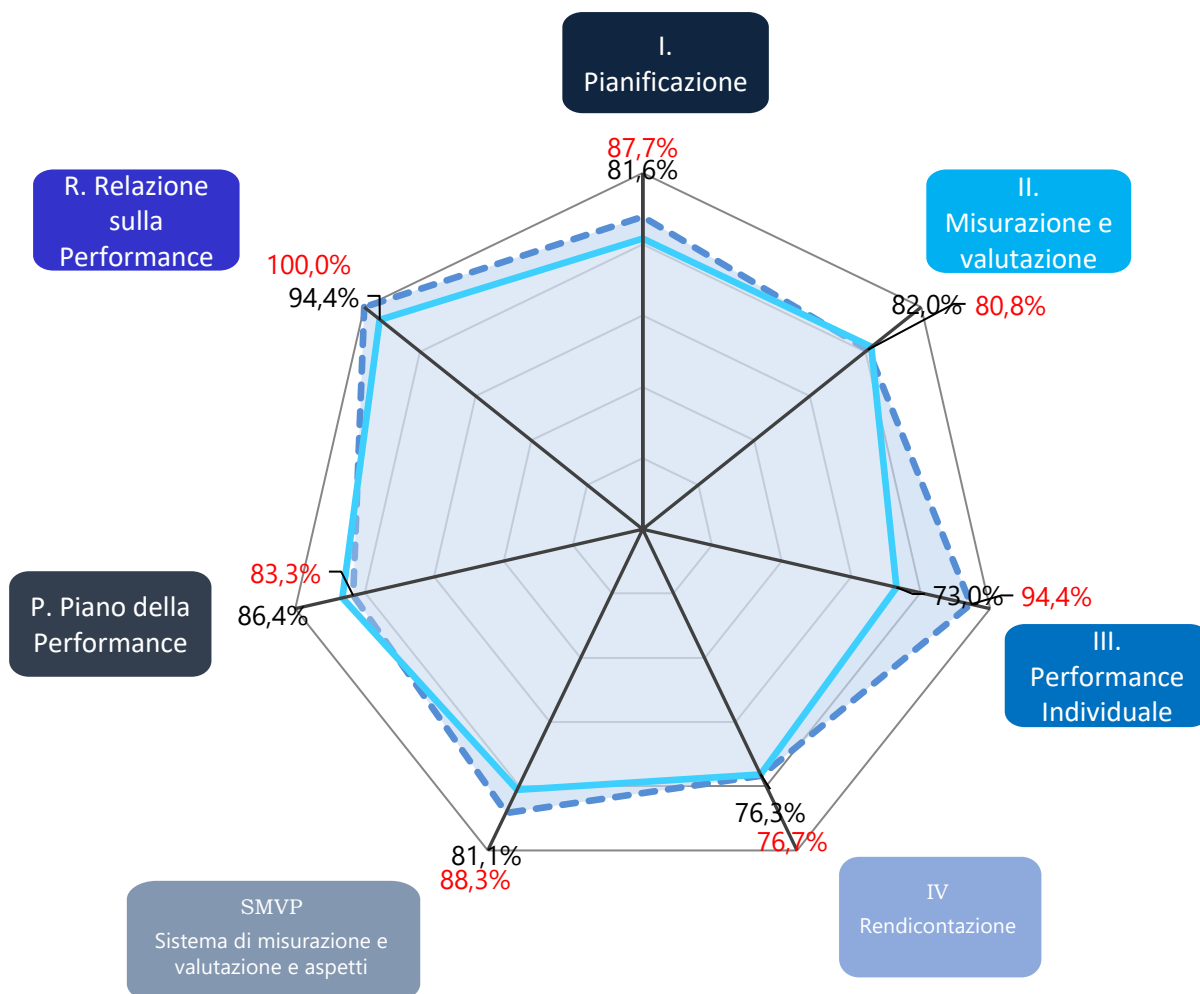 I.
Pianificazione
87,7%
81,6%
R. Relazione
sulla
Performance
II.
Misurazione e
valutazione
100,0%
94,4%
82,0%
80,8%
83,3%
86,4%
P. Piano della
Performance
73,0%
94,4%
III.
Performance
Individuale
76,3%
76,7%
81,1%
88,3%
SMVP
Sistema di misurazione e
valutazione e aspetti
IV
Rendicontazione